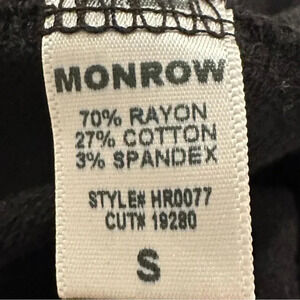 MONROW
70% RAYON
27% COTTON
3% SPANDEX
STYLE# HR0077
CUT# 19280
S